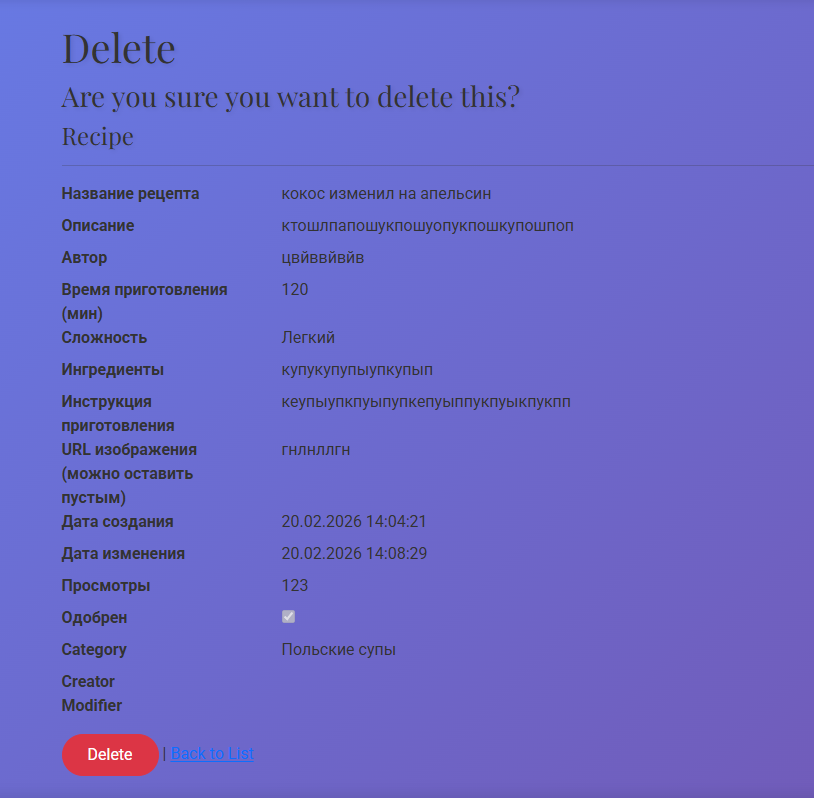 Delete
Are you sure you want to delete this?
Recipe
Название рецепта кокос изменил на апельсин
Описание ктошлпапошукпошуопукпошкупошпоп
Автор цвйввйвйв
Время приготовления 120
(мин)
Сложность Легкий
Ингредиенты купукупупыупкупып
Инструкция кеупыупкпуыпупкепуыппукпуыкпукпп
приготовления
URL изображения гнлнллгн
(можно оставить
пустым)
Дата создания 20.02.2026 14:04:21
Дата изменения 20.02.2026 14:08:29
Просмотры 123
Одобрен
Category Польские супы
Creator
Modifier
Delete | Back to List